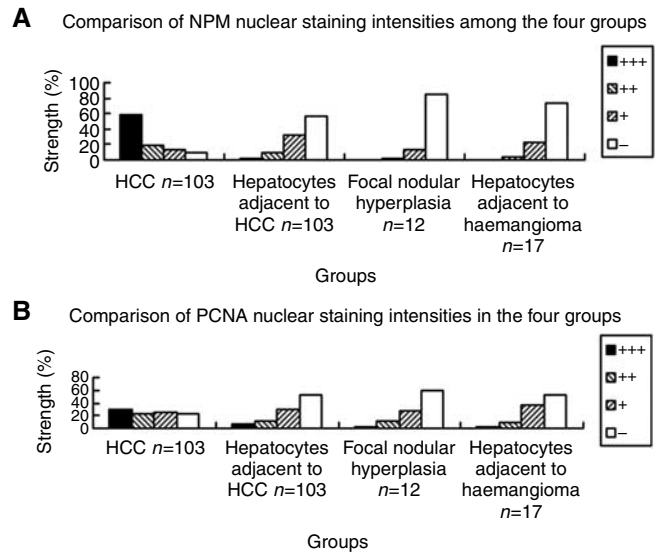 A
Comparison of NPM nuclear staining intensities among the four groups
Strength (%)
100
80
60
40
20
0
HCC n=103
Hepatocytes
adjacent to
HCC n=103
Focal nodular
hyperplasia
n=12
Hepatocytes
adjacent to
haemangioma
n=17
Groups
+++
++
+
–
B
Comparison of PCNA nuclear staining intensities in the four groups
Strength (%)
80
60
40
20
0
HCC n=103
Hepatocytes
adjacent to
HCC n=103
Focal nodular
hyperplasia
n=12
Hepatocytes
adjacent to
haemangioma
n=17
Groups
+++
++
+
–